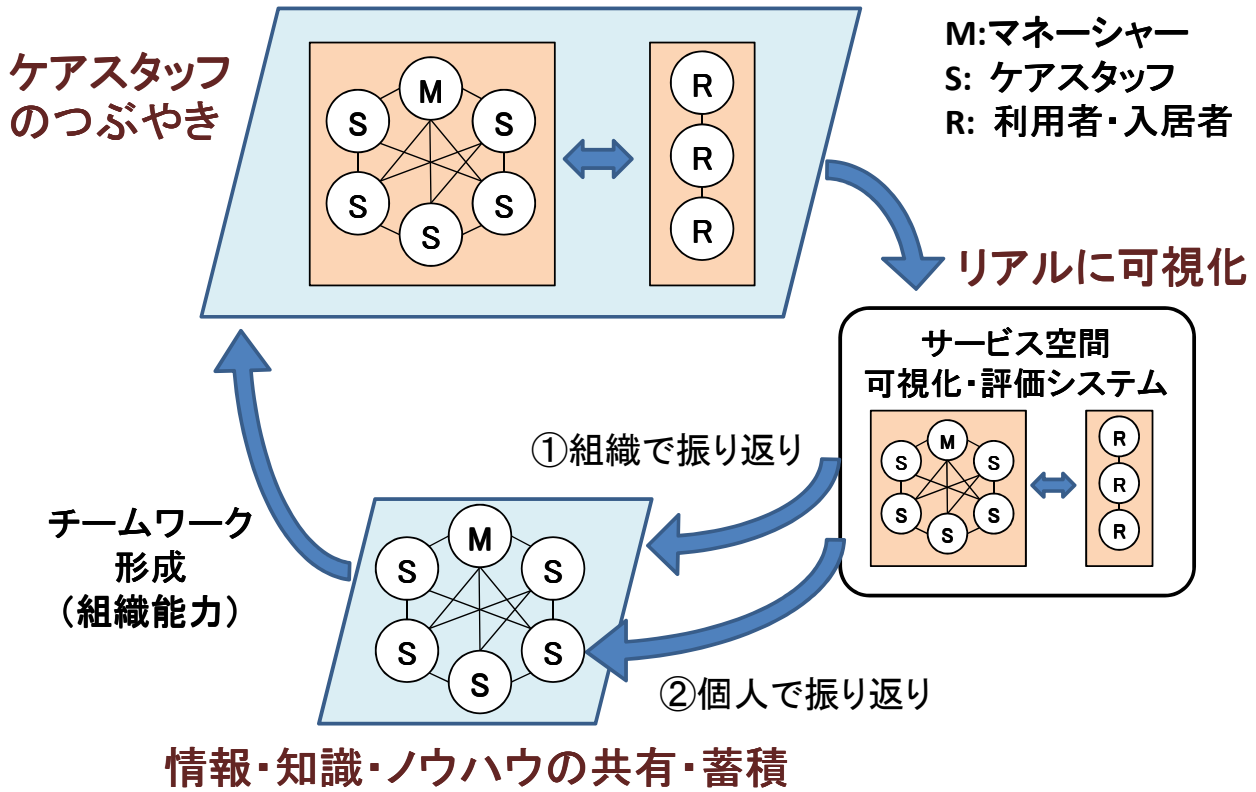 ケアスタッフ
のつぶやき
M:マネーシャー
S: ケアスタッフ
R: 利用者・入居者
M
S
S
S
S
S
R
R
R
リアルに可視化
サービス空間
可視化・評価システム
M
S
S
S
S
S
R
R
R
①組織で振り返り
チームワーク
形成
（組織能力）
M
S
S
S
S
S
②個人で振り返り
情報・知識・ノウハウの共有・蓄積